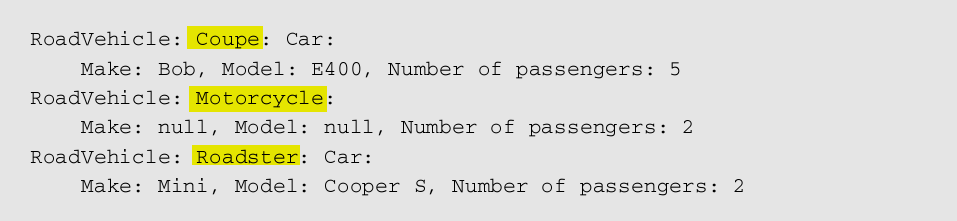 RoadVehicle: Coupe: Car:
Make: Bob, Model: E400, Number of passengers: 5
RoadVehicle: Motorcycle:
Make: null, Model: null, Number of passengers: 2
RoadVehicle: Roadster: Car:
Make: Mini, Model: Cooper S, Number of passengers: 2